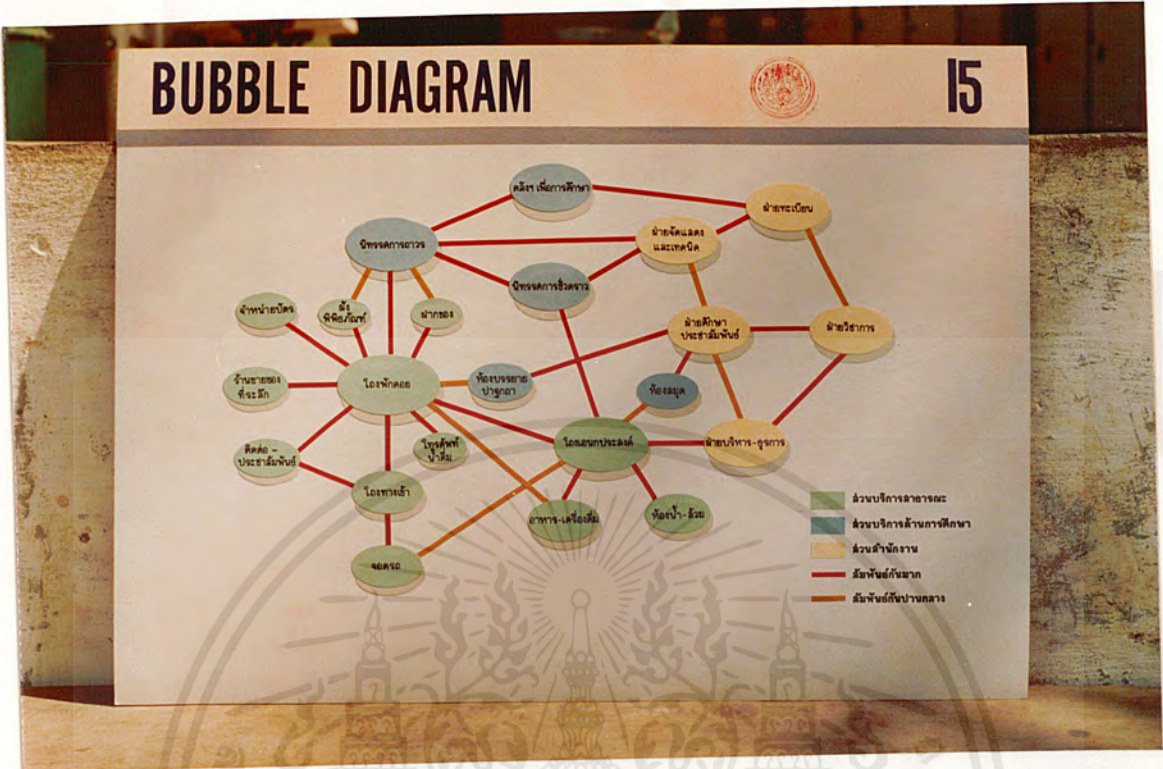 BUBBLE DIAGRAM
15
คลังฯ เพื่อการศึกษา
ฝ่ายทะเบียน
นิทรรศการถาวร
ฝ่ายจัดแสดง
และเทคนิค
นิทรรศการชั่วคราว
จำหน่ายบัตร
ผัง
พิพิธภัณฑ์
ฝากของ
ฝ่ายศึกษา
ประชาสัมพันธ์
ฝ่ายวิชาการ
ร้านขายของ
ที่ระลึก
โถงพักคอย
ห้องบรรยาย
ปาฐกถา
ห้องสมุด
ติดต่อ -
ประชาสัมพันธ์
โทรศัพท์
น้ำดื่ม
โถงเอนกประสงค์
ฝ่ายบริหาร-ธุรการ
โถงทางเข้า
อาหาร-เครื่องดื่ม
ห้องน้ำ-ส้วม
จอดรถ
ส่วนบริการสาธารณะ
ส่วนบริการด้านการศึกษา
ส่วนสำนักงาน
สัมพันธ์กันมาก
สัมพันธ์กันปานกลาง